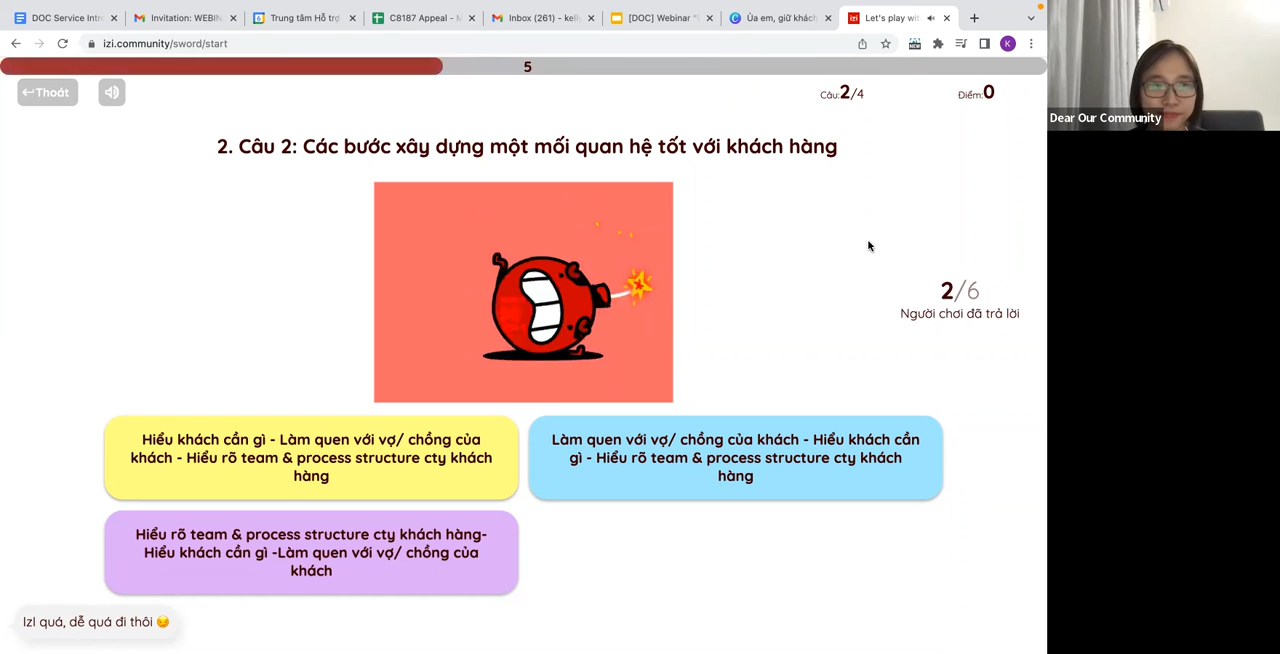 DOC Service Intro
Invitation: WEBIN
Trung tâm Hỗ trợ
C8187 Appeal - M
Inbox (261) - kelly
[DOC] Webinar "
Ủa em, giữ khách
izi
Let's play wit
izi.community/sword/start
K
5
Thoát
Câu:2/4
Điểm:0
2. Câu 2: Các bước xây dựng một mối quan hệ tốt với khách hàng
2/6
Người chơi đã trả lời
Hiểu khách cần gì - Làm quen với vợ/ chồng của
khách - Hiểu rõ team & process structure cty khách
hàng
Làm quen với vợ/ chồng của khách - Hiểu khách cần
gì - Hiểu rõ team & process structure cty khách
hàng
Hiểu rõ team & process structure cty khách hàng-
Hiểu khách cần gì -Làm quen với vợ/ chồng của
khách
IzI quá, dễ quá đi thôi 😏
Dear Our Community